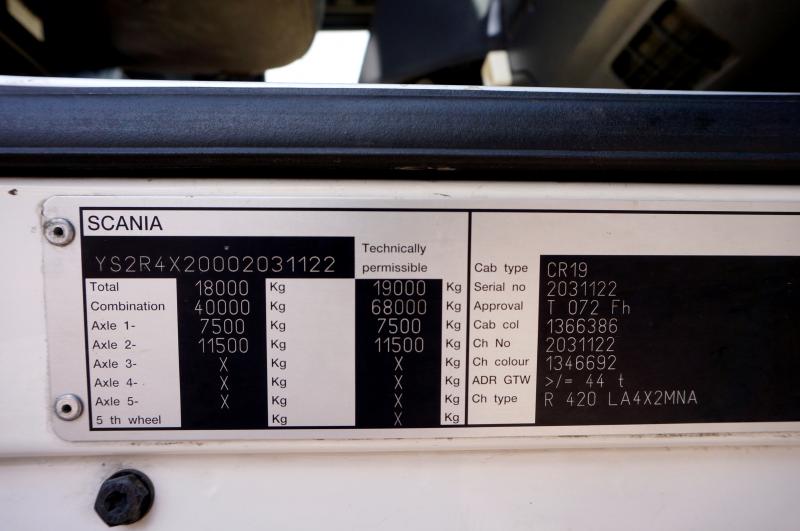 SCANIA
YS2R4X20002031122
Technically
permissible
Total 18000 Kg 19000 Kg
Combination 40000 Kg 68000 Kg
Axle 1- 7500 Kg 7500 Kg
Axle 2- 11500 Kg 11500 Kg
Axle 3- X Kg X Kg
Axle 4- X Kg X Kg
Axle 5- X Kg X Kg
5 th wheel Kg X Kg
Cab type CR19
Serial no 2031122
Approval T 072 Fh
Cab col 1366386
Ch No 2031122
Ch colour 1346692
ADR GTW >/= 44 t
Ch type R 420 LA4X2MNA